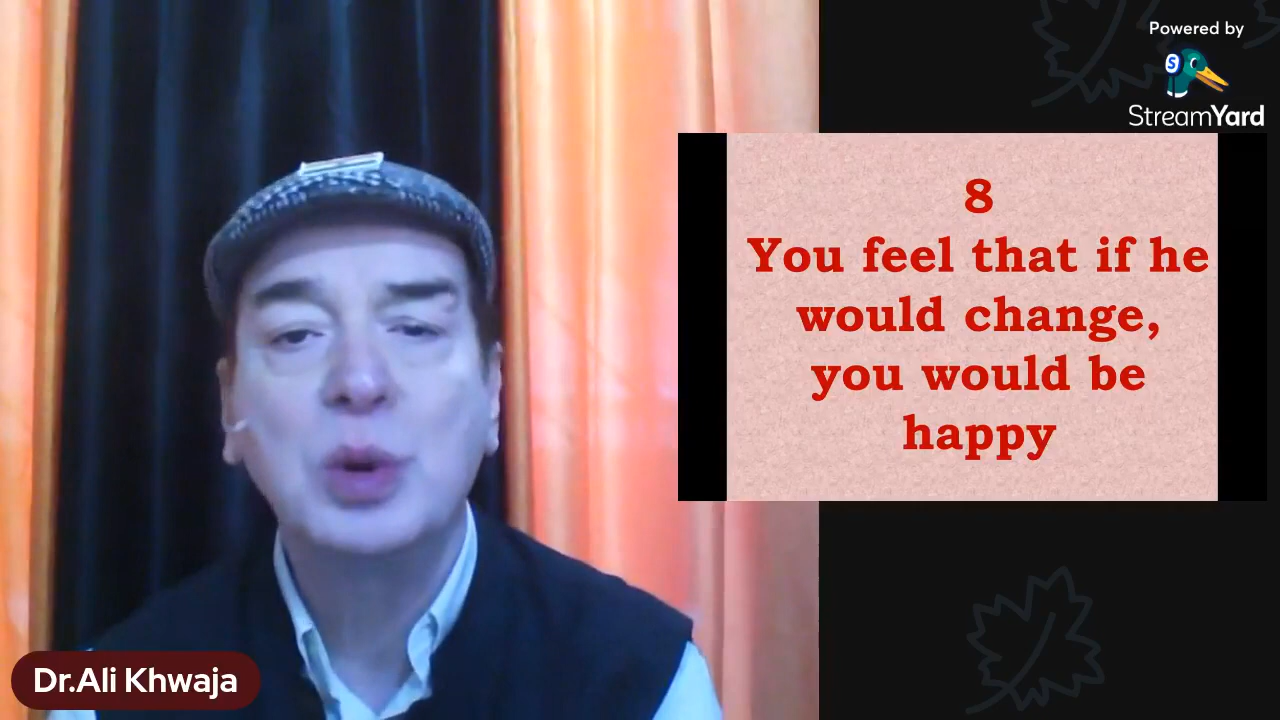 Powered by
S
StreamYard
8
You feel that if he
would change,
you would be
happy
Dr.Ali Khwaja